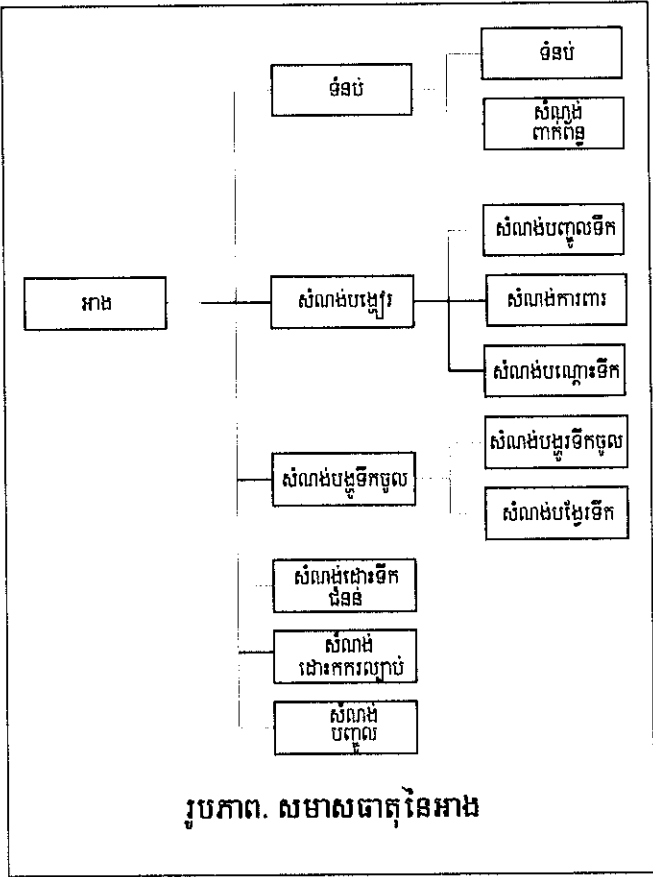 អាង
ទំនប់
ទំនប់
សំណង់
ពាក់ព័ន្ធ
សំណង់បង្ហៀរ
សំណង់បញ្ចូលទឹក
សំណង់ការពារ
សំណង់បណ្តោះទឹក
សំណង់បង្ហូទឹកចូល
សំណង់បង្ហូរទឹកចូល
សំណង់បង្វែរទឹក
សំណង់ដោះទឹក
ជំនន់
សំណង់
ដោះកករល្បាប់
សំណង់
បញ្ចូល
រូបភាព. សមាសធាតុនៃអាង